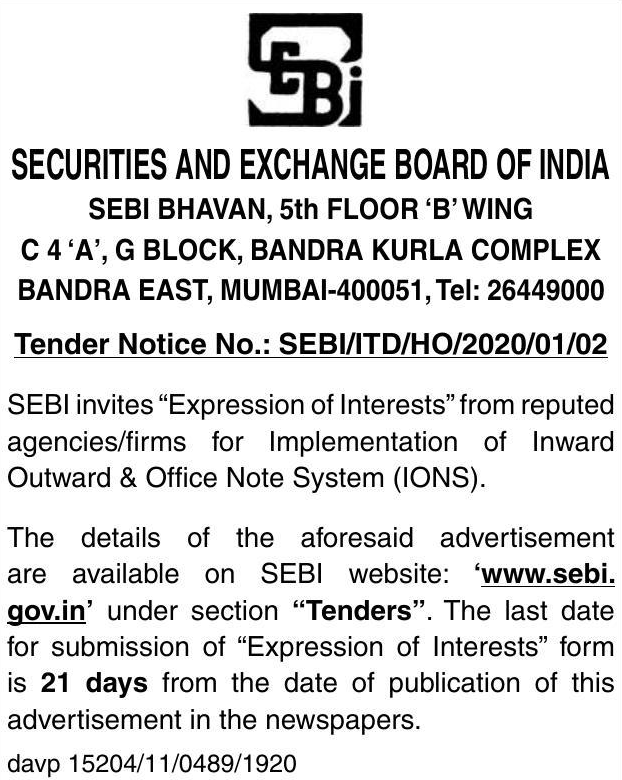 SEBi
SECURITIES AND EXCHANGE BOARD OF INDIA
SEBI BHAVAN, 5th FLOOR ‘B’ WING
C 4 ‘A’, G BLOCK, BANDRA KURLA COMPLEX
BANDRA EAST, MUMBAI-400051, Tel: 26449000
Tender Notice No.: SEBI/ITD/HO/2020/01/02
SEBI invites “Expression of Interests” from reputed
agencies/firms for Implementation of Inward
Outward & Office Note System (IONS).
The details of the aforesaid advertisement
are available on SEBI website: ‘www.sebi.
gov.in’ under section “Tenders”. The last date
for submission of “Expression of Interests” form
is 21 days from the date of publication of this
advertisement in the newspapers.
davp 15204/11/0489/1920